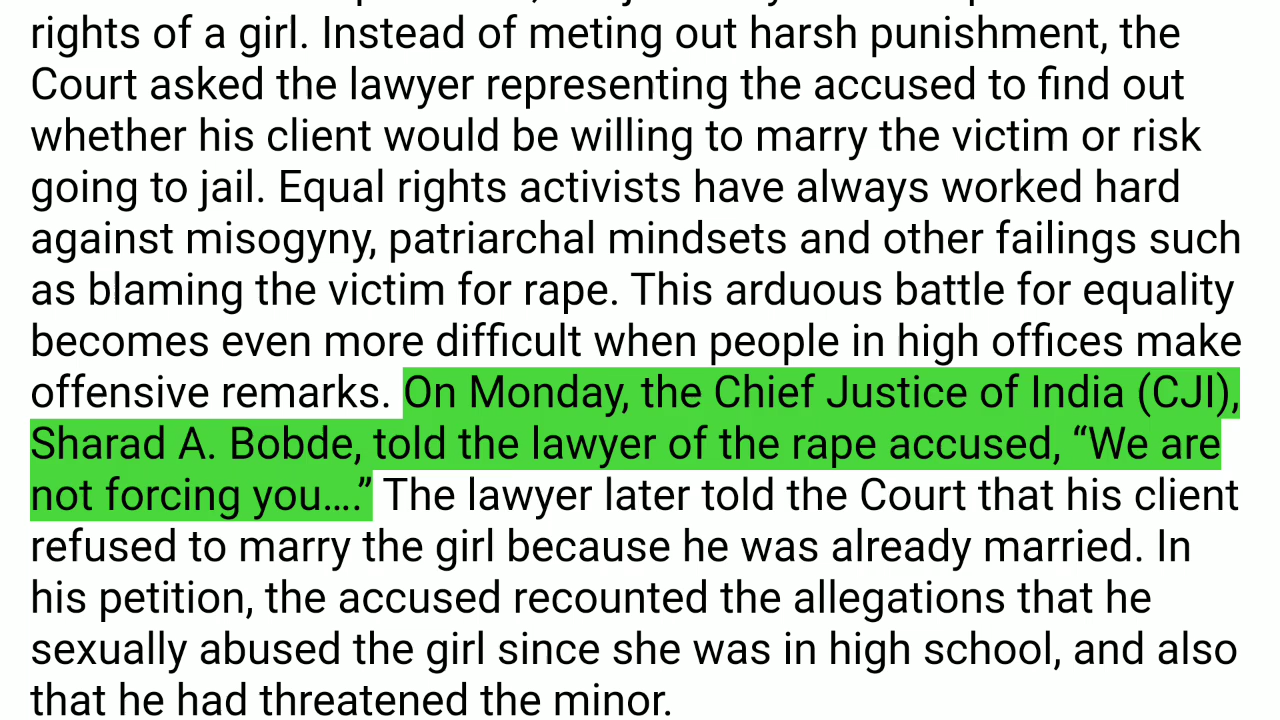 rights of a girl. Instead of meting out harsh punishment, the
Court asked the lawyer representing the accused to find out
whether his client would be willing to marry the victim or risk
going to jail. Equal rights activists have always worked hard
against misogyny, patriarchal mindsets and other failings such
as blaming the victim for rape. This arduous battle for equality
becomes even more difficult when people in high offices make
offensive remarks. On Monday, the Chief Justice of India (CJI),
Sharad A. Bobde, told the lawyer of the rape accused, “We are
not forcing you….” The lawyer later told the Court that his client
refused to marry the girl because he was already married. In
his petition, the accused recounted the allegations that he
sexually abused the girl since she was in high school, and also
that he had threatened the minor.